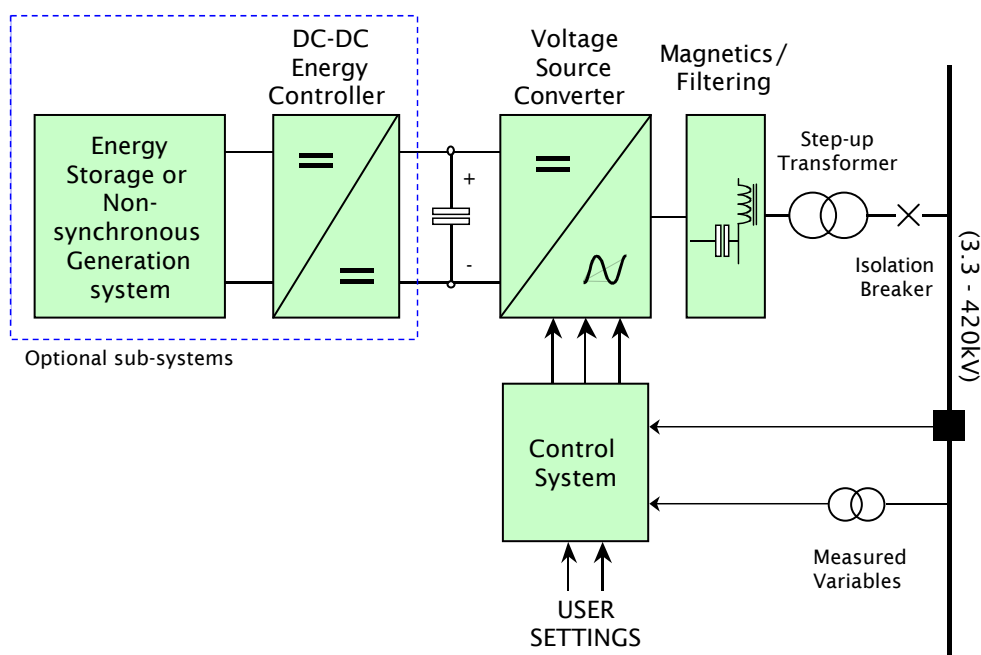 DC-DC
Energy
Controller
Voltage
Source
Converter
Magnetics/
Filtering
Energy
Storage or
Non-
synchronous
Generation
system
+
-
Step-up
Transformer
Isolation
Breaker
(3.3 - 420kV)
Optional sub-systems
Control
System
Measured
Variables
USER
SETTINGS